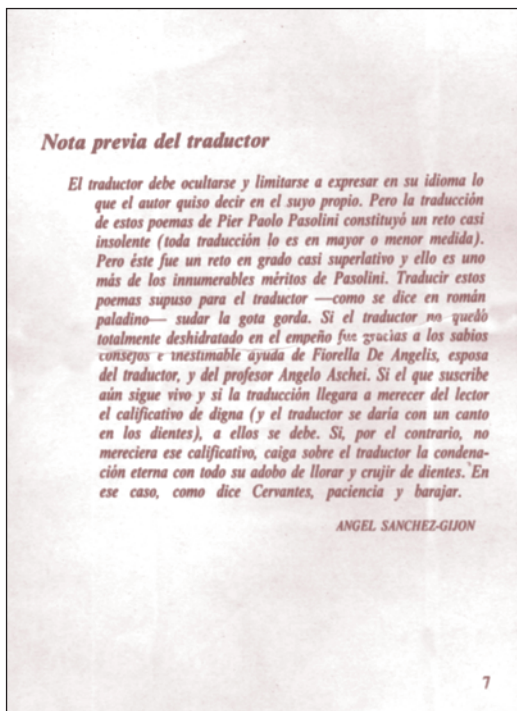 Nota previa del traductor
El traductor debe ocultarse y limitarse a expresar en su idioma lo
que el autor quiso decir en el suyo propio. Pero la traducción
de estos poemas de Pier Paolo Pasolini constituyó un reto casi
insolente (toda traducción lo es en mayor o menor medida).
Pero éste fue un reto en grado casi superlativo y ello es uno
más de los innumerables méritos de Pasolini. Traducir estos
poemas supuso para el traductor —como se dice en román
paladino— sudar la gota gorda. Si el traductor no quedó
totalmente deshidratado en el empeño fue gracias a los sabios
consejos e inestimable ayuda de Fiorella De Angelis, esposa
del traductor, y del profesor Angelo Aschei. Si el que suscribe
aún sigue vivo y si la traducción llegara a merecer del lector
el calificativo de digna (y el traductor se daría con un canto
en los dientes), a ellos se debe. Si, por el contrario, no
mereciera ese calificativo, caiga sobre el traductor la condena-
ción eterna con todo su adobo de llorar y crujir de dientes. En
ese caso, como dice Cervantes, paciencia y barajar.
ANGEL SANCHEZ-GIJON
7